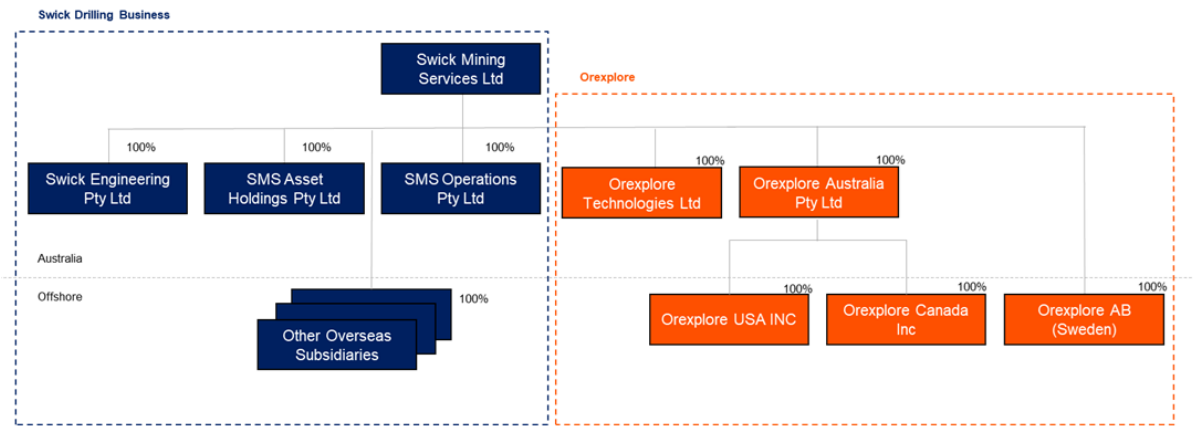 Swick Drilling Business
Swick Mining
Services Ltd
Orexplore
100%
100%
100%
100%
100%
Swick Engineering
Pty Ltd
SMS Asset
Holdings Pty Ltd
SMS Operations
Pty Ltd
Orexplore
Technologies Ltd
Orexplore Australia
Pty Ltd
Australia
Offshore
100%
100%
100%
100%
Other Overseas
Subsidiaries
Orexplore USA INC
Orexplore Canada
Inc
Orexplore AB
(Sweden)